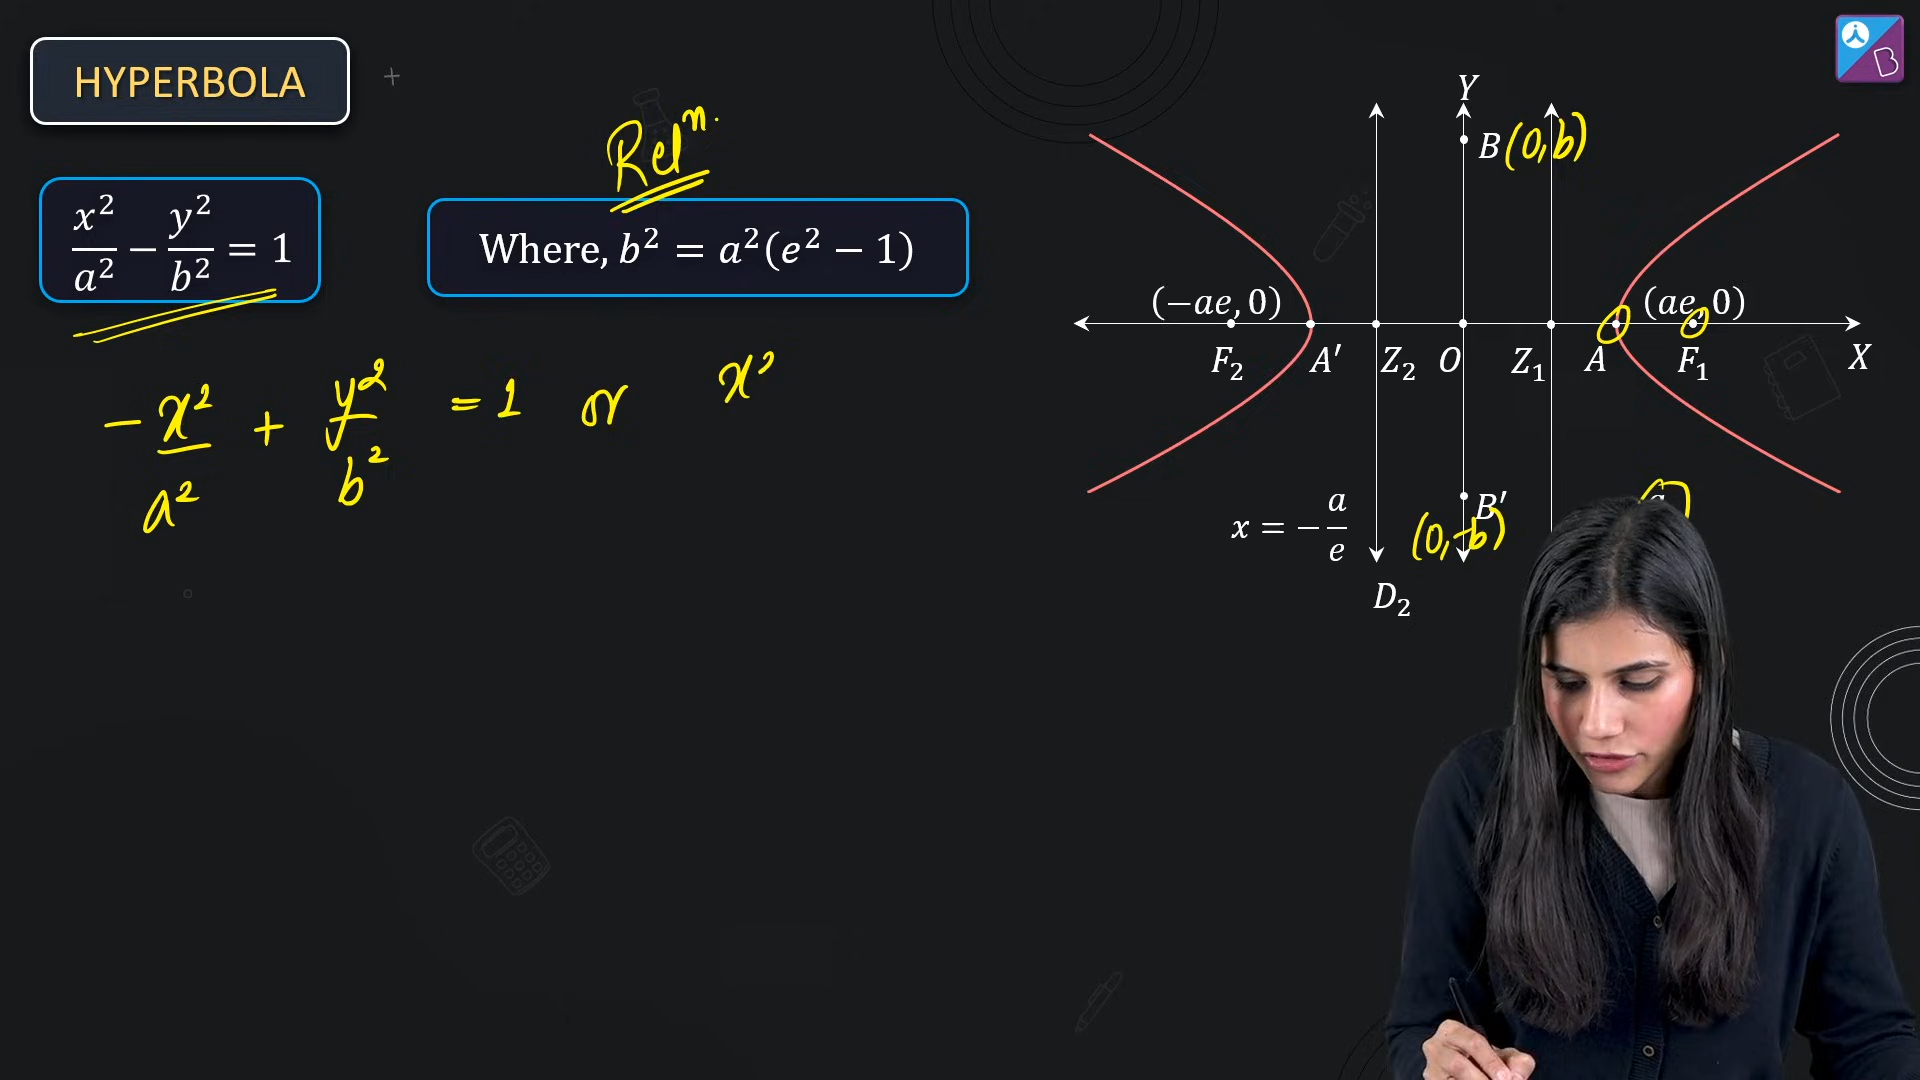 HYPERBOLA
Relⁿ.
x²/a² − y²/b² = 1
Where, b² = a²(e² − 1)
− x²/a² + y²/b² = 1 or x²
Y
B (0, b)
(−ae, 0) (ae, 0)
F₂ A′ Z₂ O Z₁ A F₁ X
B′
x = − a/e (0, −b)
D₂
B